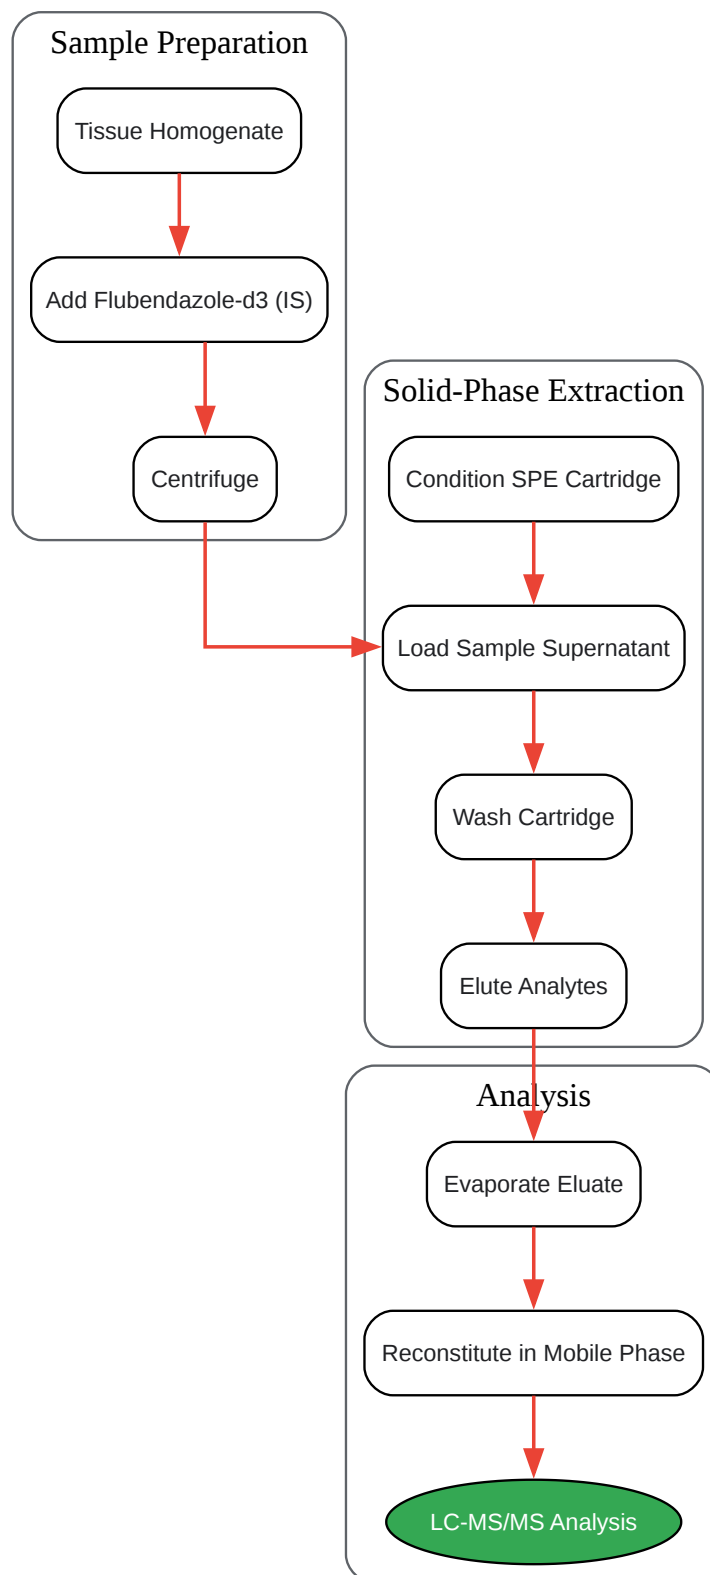 Sample Preparation
Tissue Homogenate
Add Flubendazole-d3 (IS)
Centrifuge
Solid-Phase Extraction
Condition SPE Cartridge
Load Sample Supernatant
Wash Cartridge
Elute Analytes
Analysis
Evaporate Eluate
Reconstitute in Mobile Phase
LC-MS/MS Analysis